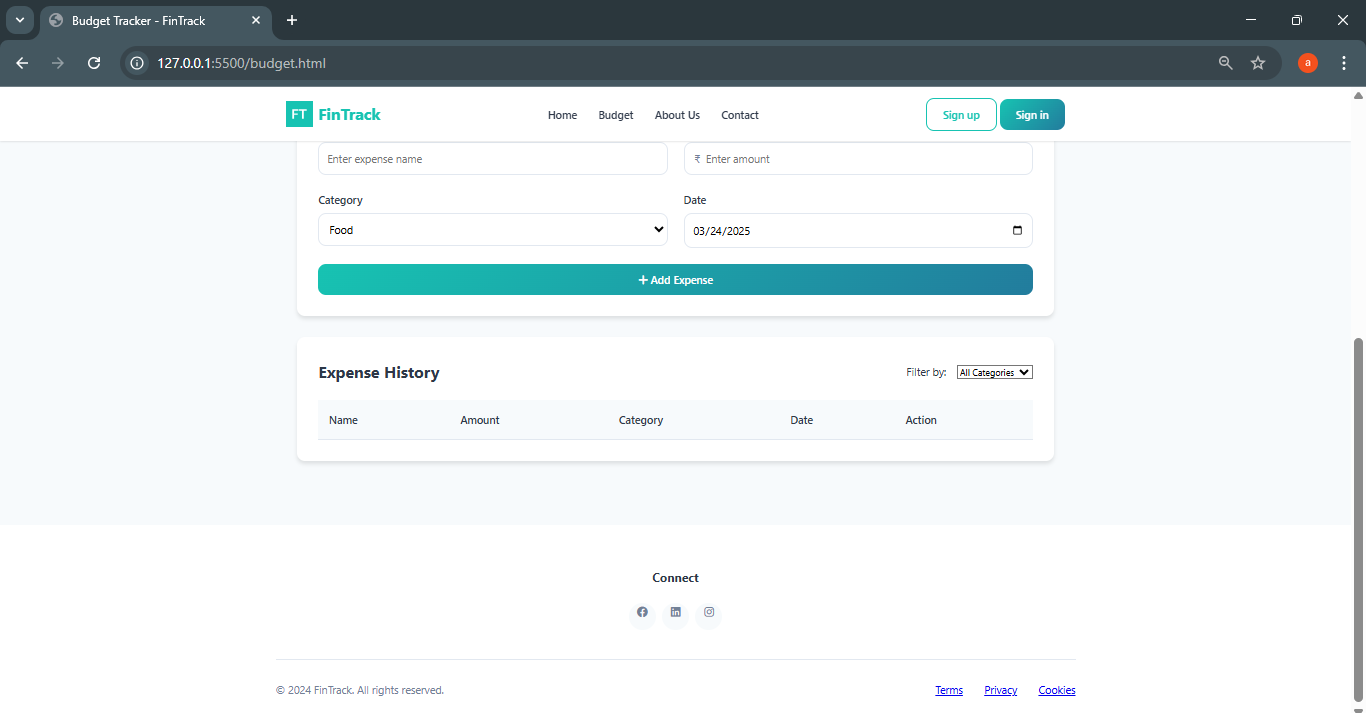 Budget Tracker - FinTrack
127.0.0.1:5500/budget.html
a
FT FinTrack
Home Budget About Us Contact
Sign up Sign in
Enter expense name ₹ Enter amount
Category Date
Food 03/24/2025
+ Add Expense
Expense History Filter by: All Categories
Name Amount Category Date Action
Connect
© 2024 FinTrack. All rights reserved. Terms Privacy Cookies